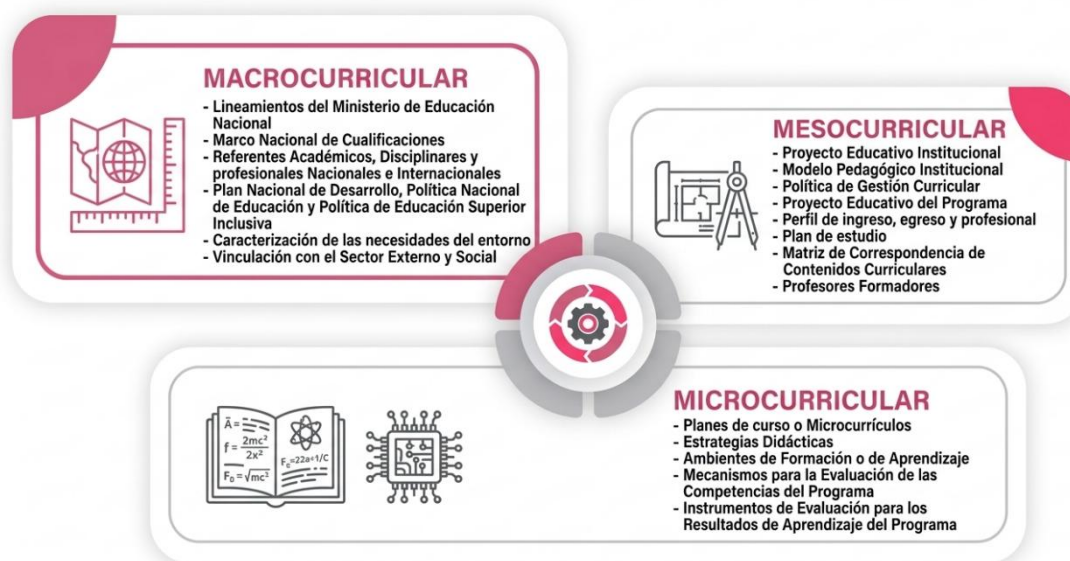 MACROCURRICULAR
- Lineamientos del Ministerio de Educación
Nacional
- Marco Nacional de Cualificaciones
- Referentes Académicos, Disciplinares y
profesionales Nacionales e Internacionales
- Plan Nacional de Desarrollo, Política Nacional
de Educación y Política de Educación Superior
Inclusiva
- Caracterización de las necesidades del entorno
- Vinculación con el Sector Externo y Social
MESOCURRICULAR
- Proyecto Educativo Institucional
- Modelo Pedagógico Institucional
- Política de Gestión Curricular
- Proyecto Educativo del Programa
- Perfil de ingreso, egreso y profesional
- Plan de estudio
- Matriz de Correspondencia de
Contenidos Curriculares
- Profesores Formadores
MICROCURRICULAR
- Planes de curso o Microcurrículos
- Estrategias Didácticas
- Ambientes de Formación o de Aprendizaje
- Mecanismos para la Evaluación de las
Competencias del Programa
- Instrumentos de Evaluación para los
Resultados de Aprendizaje del Programa
f = 2mc²
2x²